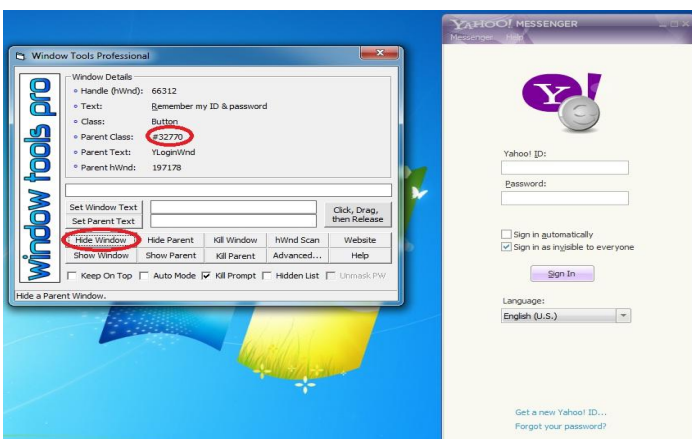 Window Tools Professional
window tools pro
Window Details
Handle (hWnd): 66312
Text: Remember my ID & password
Class: Button
Parent Class: #32770
Parent Text: YLoginWnd
Parent hWnd: 197178
Set Window Text
Set Parent Text
Click, Drag,
then Release
Hide Window Hide Parent Kill Window hWnd Scan Website
Show Window Show Parent Kill Parent Advanced... Help
Keep On Top Auto Mode Kill Prompt Hidden List Unmask PW
Hide a Parent Window.
YAHOO! MESSENGER
Messenger Help
Y!
Yahoo! ID:
Password:
Sign in automatically
Sign in as invisible to everyone
Sign In
Language:
English (U.S.)
Get a new Yahoo! ID...
Forgot your password?